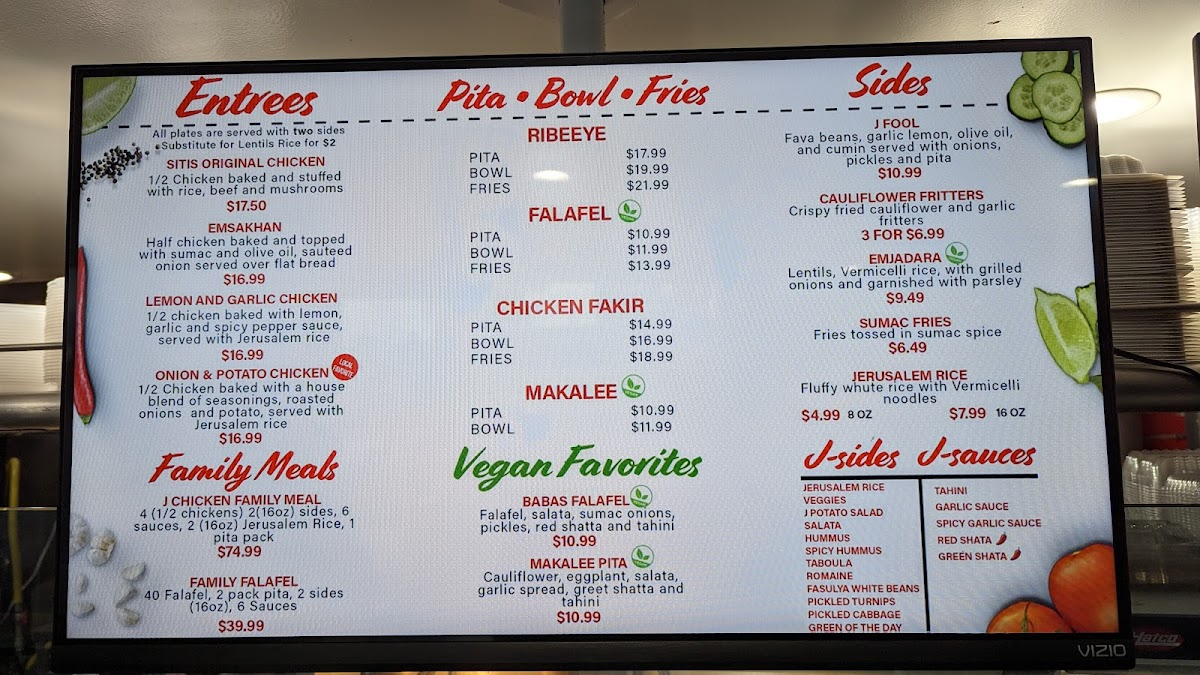 Entrees
All plates are served with two sides
•Substitute for Lentils Rice for $2
SITIS ORIGINAL CHICKEN
1/2 Chicken baked and stuffed
with rice, beef and mushrooms
$17.50
EMSAKHAN
Half chicken baked and topped
with sumac and olive oil, sauteed
onion served over flat bread
$16.99
LEMON AND GARLIC CHICKEN
1/2 chicken baked with lemon,
garlic and spicy pepper sauce,
served with Jerusalem rice
$16.99
ONION & POTATO CHICKEN
LOCAL
FAVORITE
1/2 Chicken baked with a house
blend of seasonings, roasted
onions and potato, served with
Jerusalem rice
$16.99
Family Meals
J CHICKEN FAMILY MEAL
4 (1/2 chickens) 2(16oz) sides, 6
sauces, 2 (16oz) Jerusalem Rice, 1
pita pack
$74.99
FAMILY FALAFEL
40 Falafel, 2 pack pita, 2 sides
(16oz), 6 Sauces
$39.99
Pita • Bowl • Fries
RIBEEYE
PITA $17.99
BOWL $19.99
FRIES $21.99
FALAFEL
PITA $10.99
BOWL $11.99
FRIES $13.99
CHICKEN FAKIR
PITA $14.99
BOWL $16.99
FRIES $18.99
MAKALEE
PITA $10.99
BOWL $11.99
Vegan Favorites
BABAS FALAFEL
Falafel, salata, sumac onions,
pickles, red shatta and tahini
$10.99
MAKALEE PITA
Cauliflower, eggplant, salata,
garlic spread, greet shatta and
tahini
$10.99
Sides
J FOOL
Fava beans, garlic lemon, olive oil,
and cumin served with onions,
pickles and pita
$10.99
CAULIFLOWER FRITTERS
Crispy fried cauliflower and garlic
fritters
3 FOR $6.99
EMJADARA
Lentils, Vermicelli rice, with grilled
onions and garnished with parsley
$9.49
SUMAC FRIES
Fries tossed in sumac spice
$6.49
JERUSALEM RICE
Fluffy whute rice with Vermicelli
noodles
$4.99 8 OZ $7.99 16 OZ
J-sides
JERUSALEM RICE
VEGGIES
J POTATO SALAD
SALATA
HUMMUS
SPICY HUMMUS
TABOULA
ROMAINE
FASULYA WHITE BEANS
PICKLED TURNIPS
PICKLED CABBAGE
GREEN OF THE DAY
J-sauces
TAHINI
GARLIC SAUCE
SPICY GARLIC SAUCE
RED SHATA
GREEN SHATA
VIZIO
Hatco